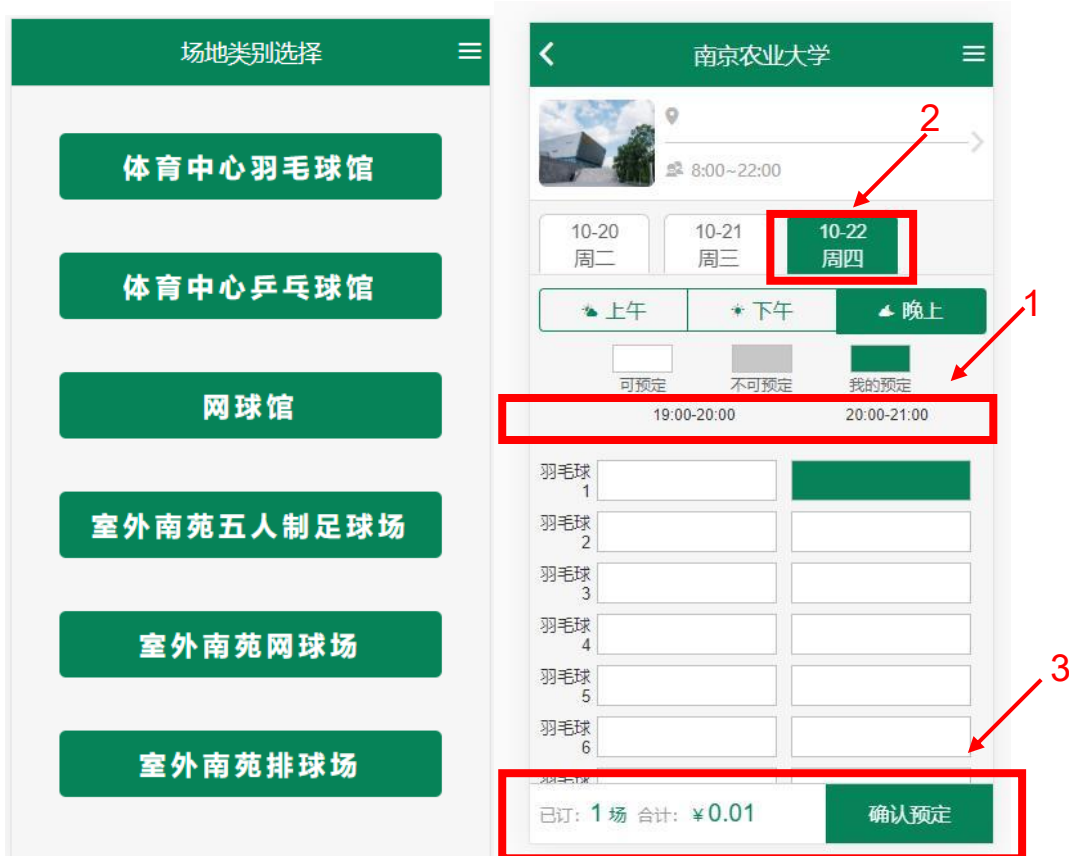 场地类别选择
体育中心羽毛球馆
体育中心乒乓球馆
网球馆
室外南苑五人制足球场
室外南苑网球场
室外南苑排球场
南京农业大学
8:00~22:00
2
10-20 10-21 10-22
周二 周三 周四
上午 下午 晚上
1
可预定 不可预定 我的预定
19:00-20:00 20:00-21:00
羽毛球
1
羽毛球
2
羽毛球
3
羽毛球
4
羽毛球
5
羽毛球
6
羽毛球
3
已订: 1 场 合计: ¥0.01 确认预定